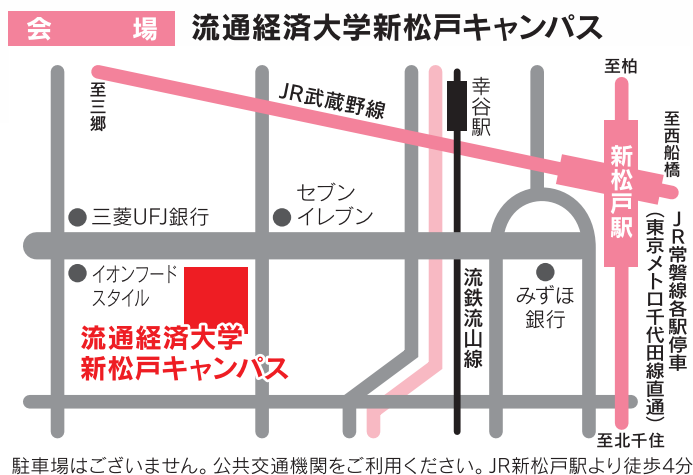 会場 流通経済大学新松戸キャンパス
至柏
至三郷
JR武蔵野線
幸谷駅
至西船橋
新松戸駅
セブン
イレブン
三菱UFJ銀行
JR常磐線各駅停車
(東京メトロ千代田線直通)
イオンフード
スタイル
流鉄流山線
みずほ
銀行
流通経済大学
新松戸キャンパス
至北千住
駐車場はございません。公共交通機関をご利用ください。JR新松戸駅より徒歩4分